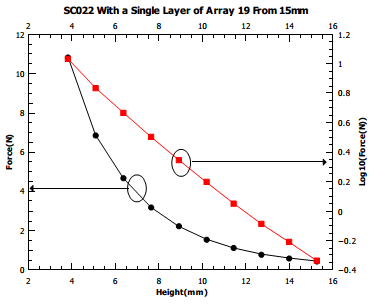 SC022 With a Single Layer of Array 19 From 15mm
2 4 6 8 10 12 14 16
12 1.2
10 1
0.8
8 0.6
6 0.4
0.2
4 0
2 −0.2
0 −0.4
Force(N)
Log10(Force(N)
2 4 6 8 10 12 14 16
Height(mm)